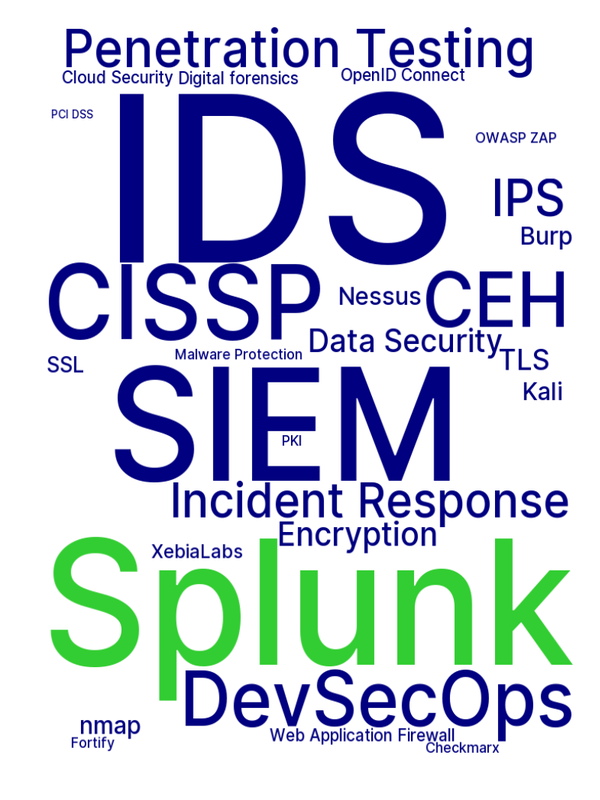 Penetration Testing
Cloud Security
Digital forensics
OpenID Connect
PCI DSS
IDS
OWASP ZAP
IPS
Burp
CISSP
Nessus
CEH
Data Security
Malware Protection
SSL
TLS
SIEM
Kali
PKI
Incident Response
Encryption
XebiaLabs
Splunk
DevSecOps
nmap
Web Application Firewall
Fortify
Checkmarx